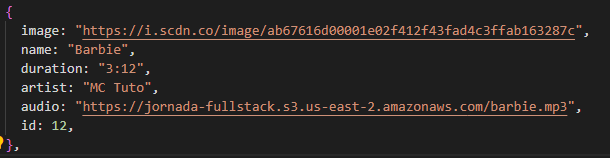 {
image: "https://i.scdn.co/image/ab67616d00001e02f412f43fad4c3ffab163287c",
name: "Barbie",
duration: "3:12",
artist: "MC Tuto",
audio: "https://jornada-fullstack.s3.us-east-2.amazonaws.com/barbie.mp3",
id: 12,
},